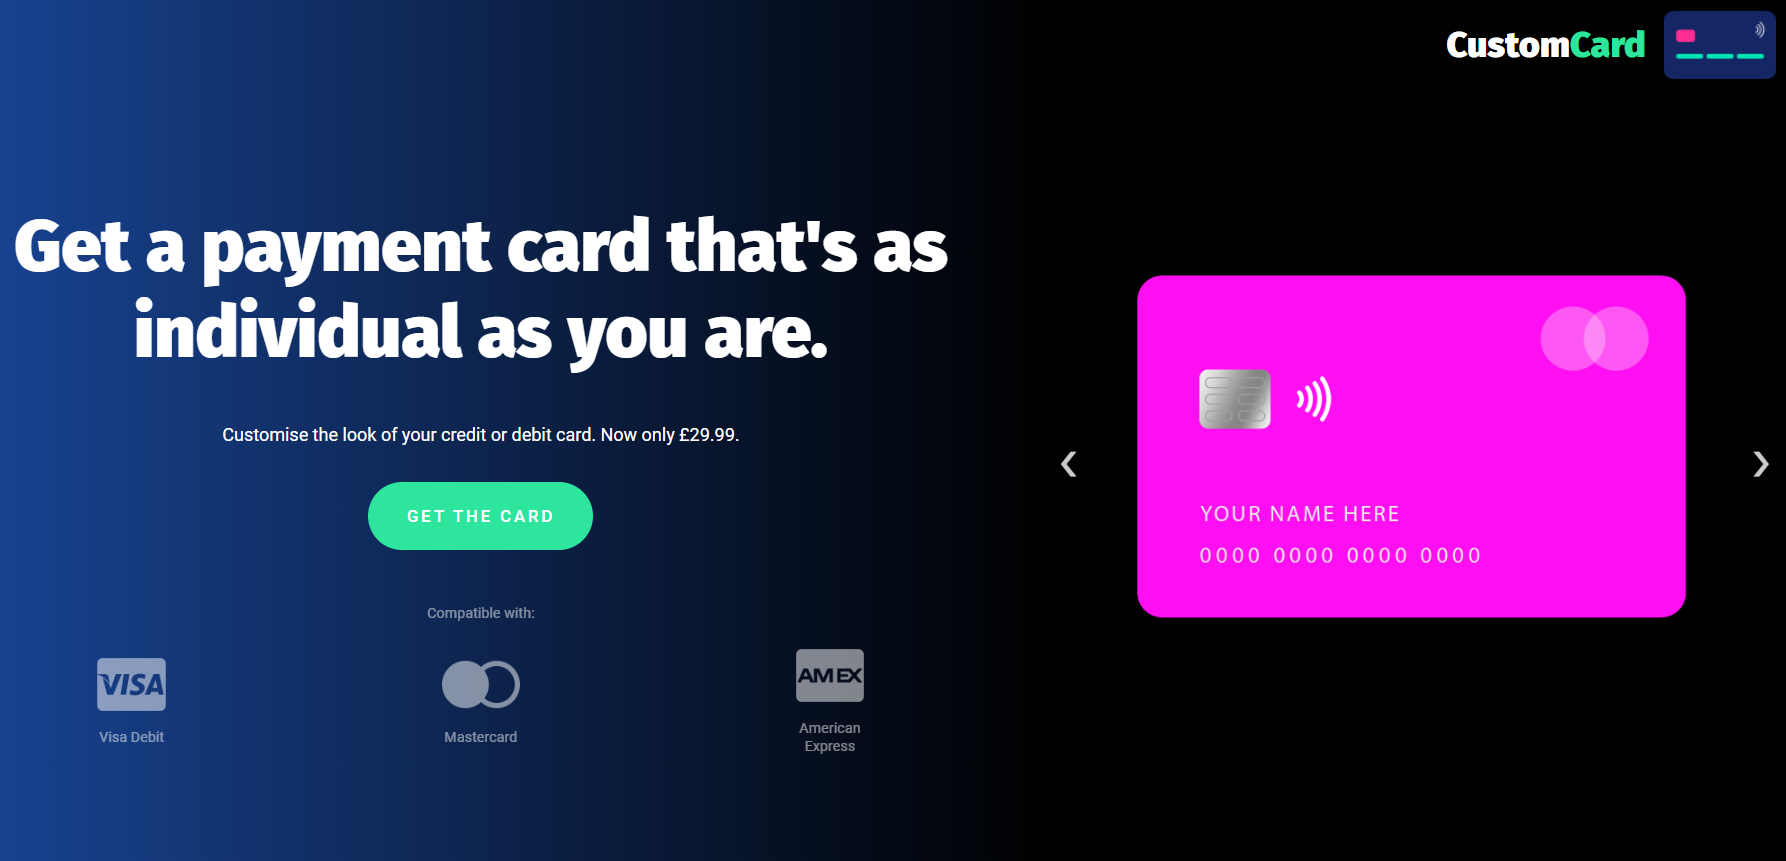 CustomCard
Get a payment card that's as
individual as you are.
Customise the look of your credit or debit card. Now only £29.99.
GET THE CARD
Compatible with:
VISA
Visa Debit
Mastercard
AMEX
American
Express
YOUR NAME HERE
0000 0000 0000 0000